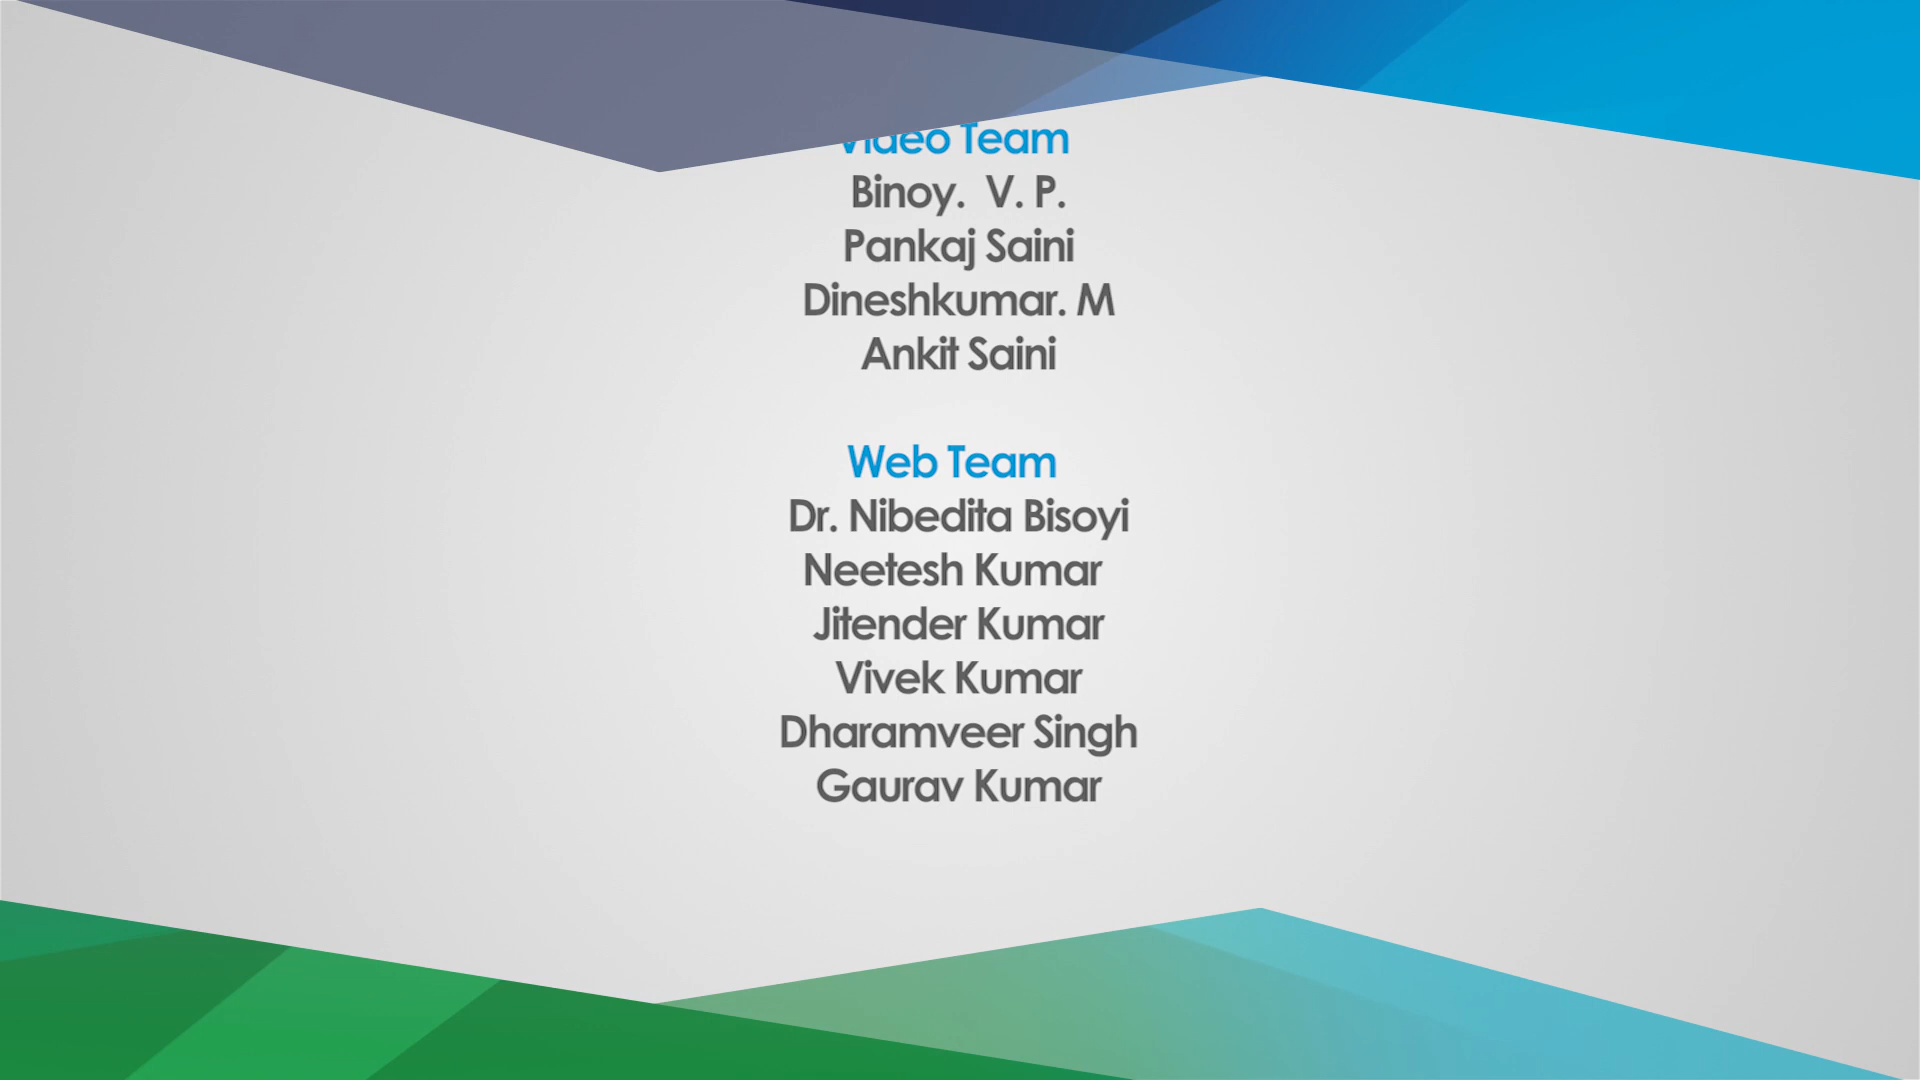 Video Team
Binoy.  V. P.
Pankaj Saini
Dineshkumar. M
Ankit Saini
Web Team
Dr. Nibedita Bisoyi
Neetesh Kumar
Jitender Kumar
Vivek Kumar
Dharamveer Singh
Gaurav Kumar